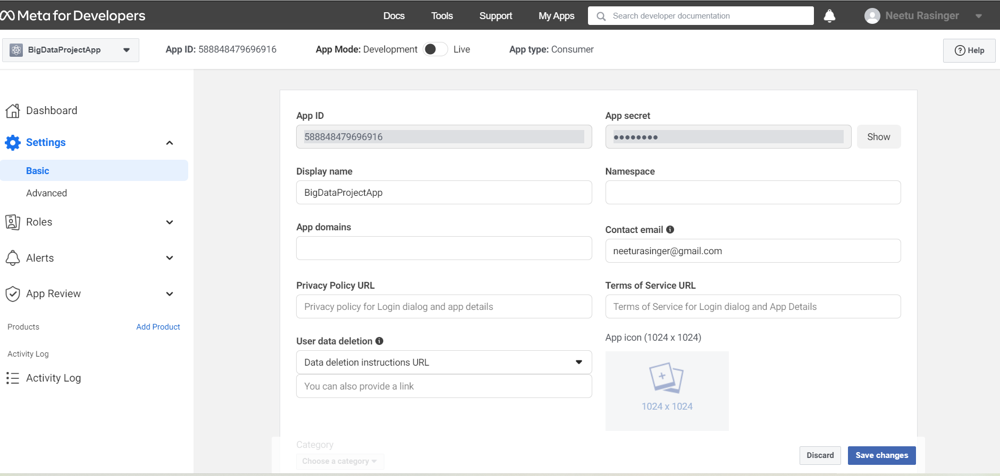 Meta for Developers Docs Tools Support My Apps Search developer documentation Neetu Rasinger
BigDataProjectApp App ID: 588848479696916 App Mode: Development Live App type: Consumer ? Help
Dashboard
Settings
Basic
Advanced
Roles
Alerts
App Review
Products Add Product
Activity Log
Activity Log
App ID
588848479696916
App secret
●●●●●●●● Show
Display name
BigDataProjectApp
Namespace
App domains
Contact email
neeturasinger@gmail.com
Privacy Policy URL
Privacy policy for Login dialog and app details
Terms of Service URL
Terms of Service for Login dialog and App Details
User data deletion
Data deletion instructions URL
You can also provide a link
App icon (1024 x 1024)
1024 x 1024
Category
Choose a category
Discard Save changes